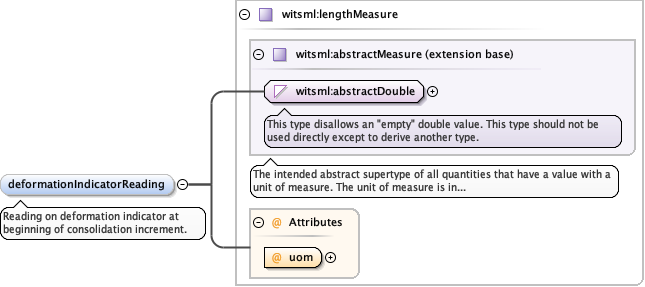 witsml:lengthMeasure
witsml:abstractMeasure (extension base)
witsml:abstractDouble
This type disallows an "empty" double value. This type should not be
used directly except to derive another type.
The intended abstract supertype of all quantities that have a value with a
unit of measure. The unit of measure is in...
deformationIndicatorReading
Reading on deformation indicator at
beginning of consolidation increment.
@ Attributes
@ uom